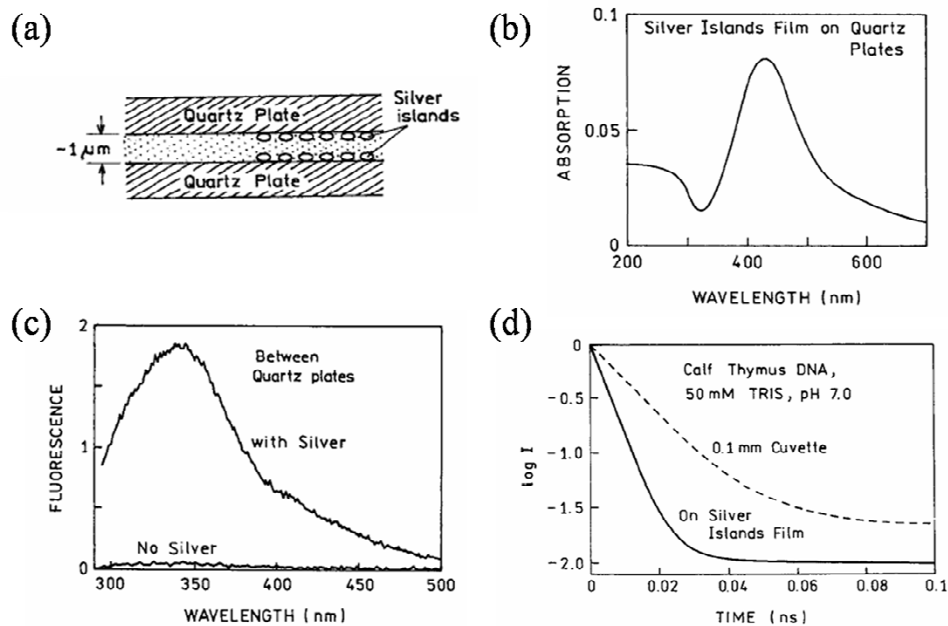 (a)
Quartz Plate
Silver
islands
~1 μm
Quartz Plate
(b)
0.1
Silver Islands Film on Quartz
Plates
0.05
0
ABSORPTION
200
400
600
WAVELENGTH (nm)
(c)
2
1
0
FLUORESCENCE
Between
Quartz plates
with Silver
No Silver
300
350
400
450
500
WAVELENGTH (nm)
(d)
0
-0.5
-1.0
-1.5
-2.0
log I
Calf Thymus DNA,
50 mM TRIS, pH 7.0
0.1 mm Cuvette
On Silver
Islands Film
0
0.02
0.04
0.06
0.08
0.1
TIME (ns)